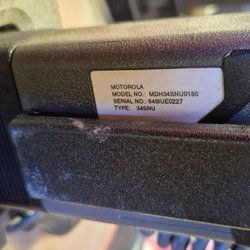 MOTOROLA
MODEL NO.: MDH34SNU9180
SERIAL NO.: 649IUE0227
TYPE: 34SNU